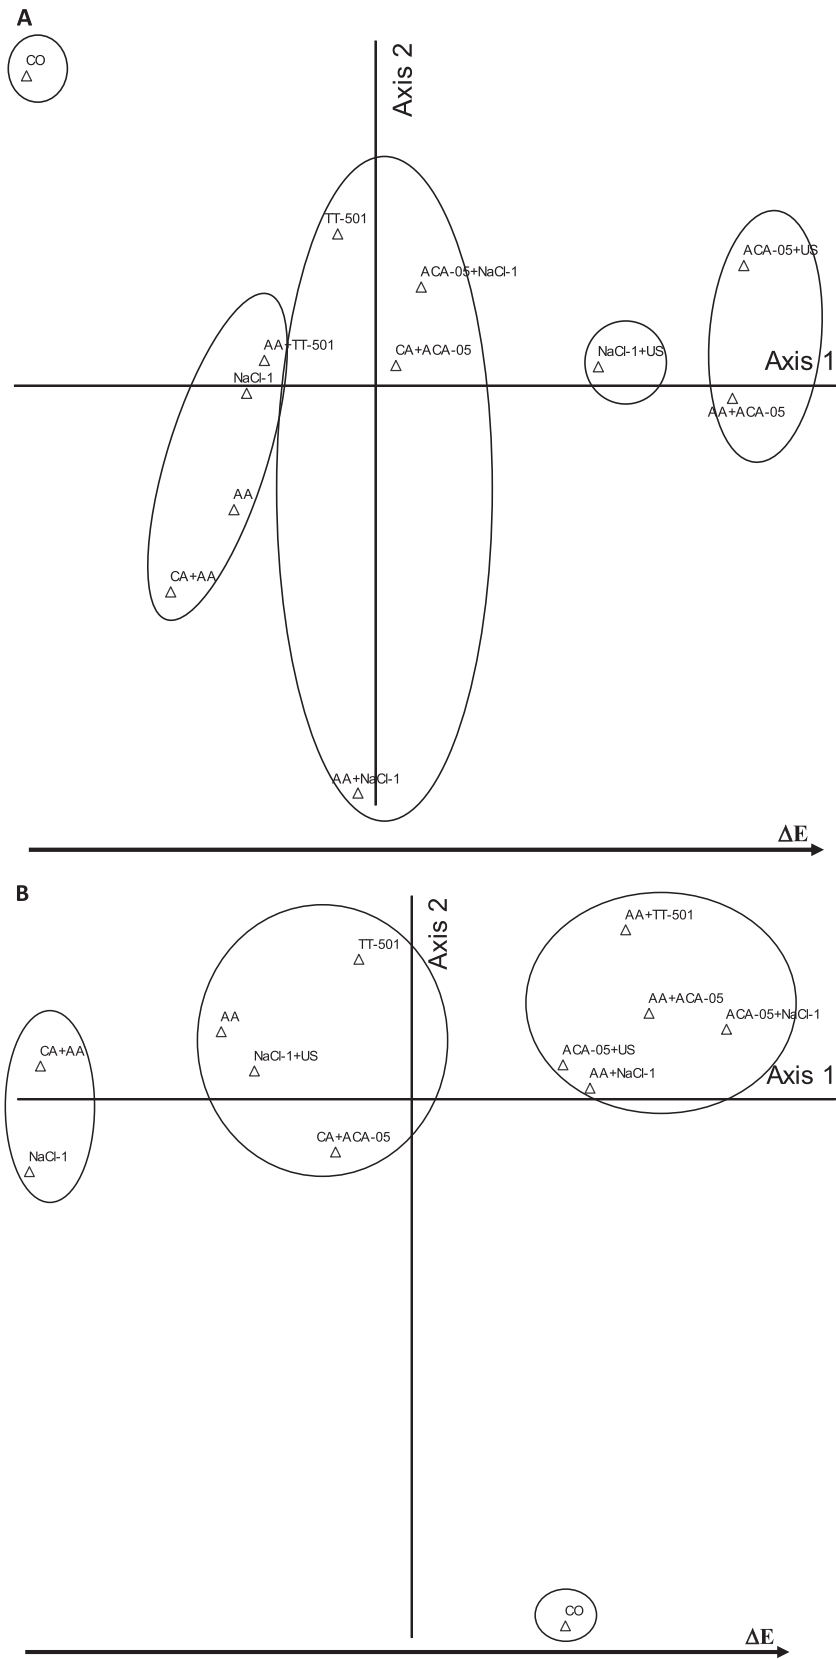 A
CO
Axis 2
TT-501
ACA-05+US
ACA-05+NaCl-1
AA+TT-501
CA+ACA-05
NaCl-1+US
Axis 1
NaCl-1
AA+ACA-05
AA
CA+AA
AA+NaCl-1
ΔE
B
Axis 2
AA+TT-501
TT-501
AA+ACA-05
AA
ACA-05+NaCl-1
CA+AA
NaCl-1+US
ACA-05+US
AA+NaCl-1
Axis 1
CA+ACA-05
NaCl-1
CO
ΔE